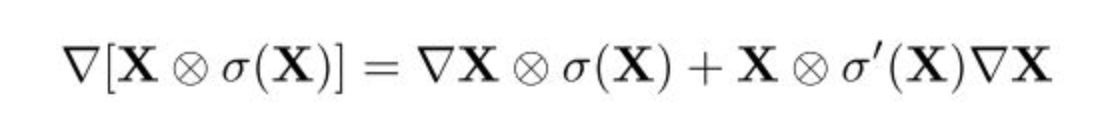 ∇[𝐗 ⊗ σ(𝐗)] = ∇𝐗 ⊗ σ(𝐗) + 𝐗 ⊗ σ′(𝐗)∇𝐗